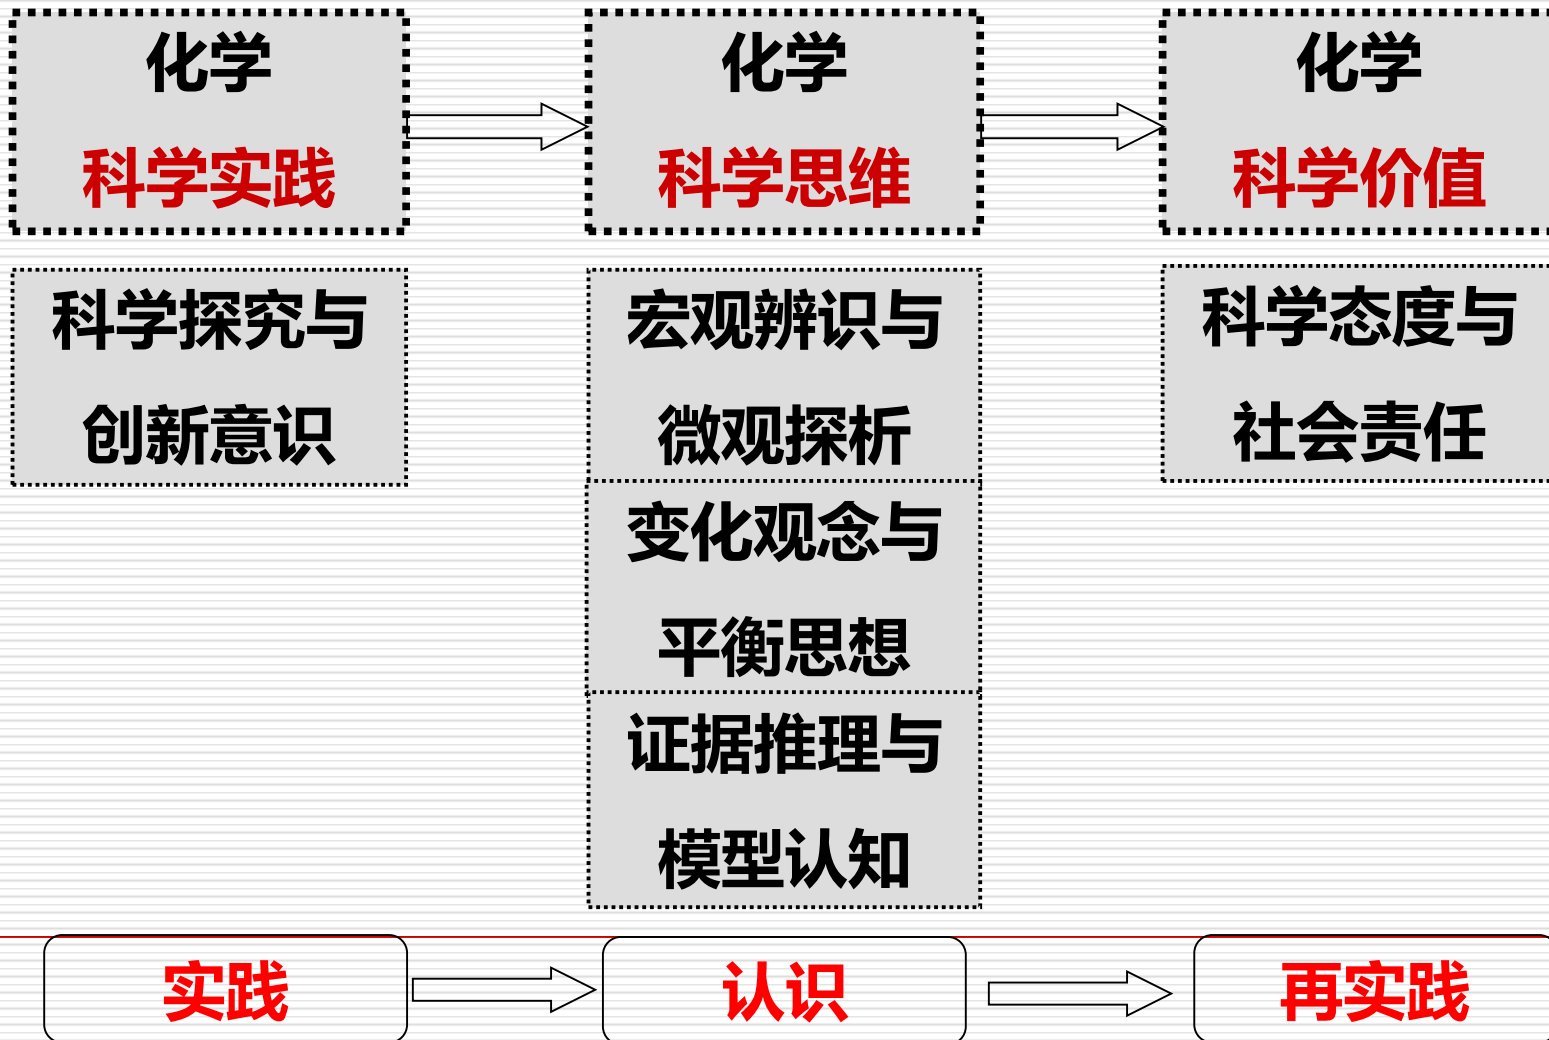 化学
科学实践
化学
科学思维
化学
科学价值
科学探究与
创新意识
宏观辨识与
微观探析
科学态度与
社会责任
变化观念与
平衡思想
证据推理与
模型认知
实践
认识
再实践